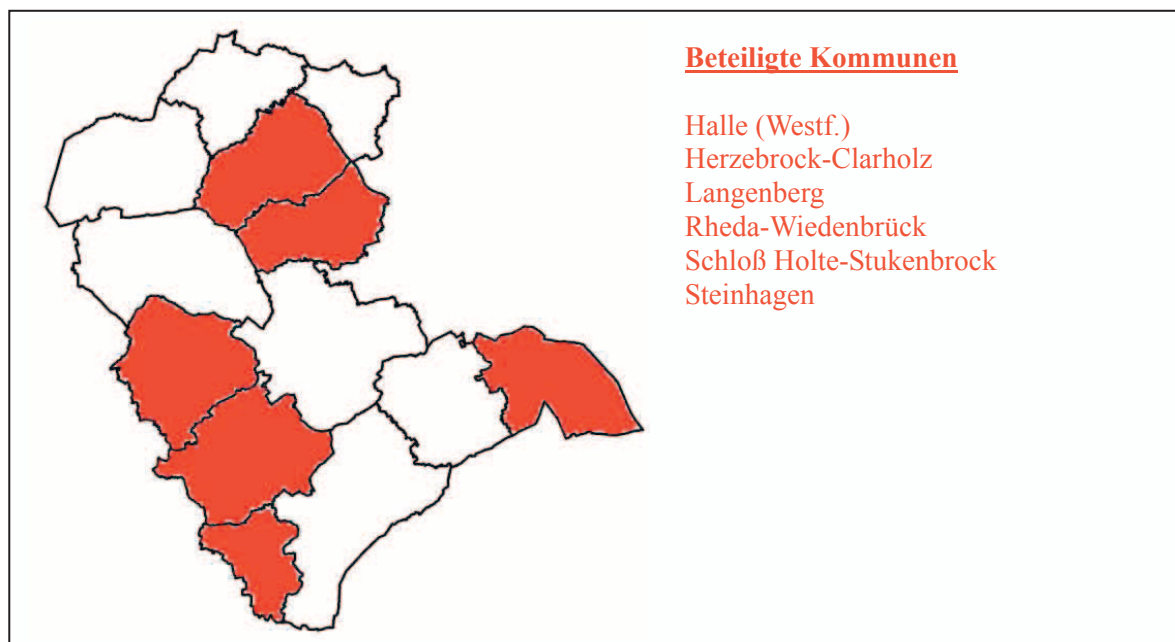 Beteiligte Kommunen
Halle (Westf.)
Herzebrock-Clarholz
Langenberg
Rheda-Wiedenbrück
Schloß Holte-Stukenbrock
Steinhagen